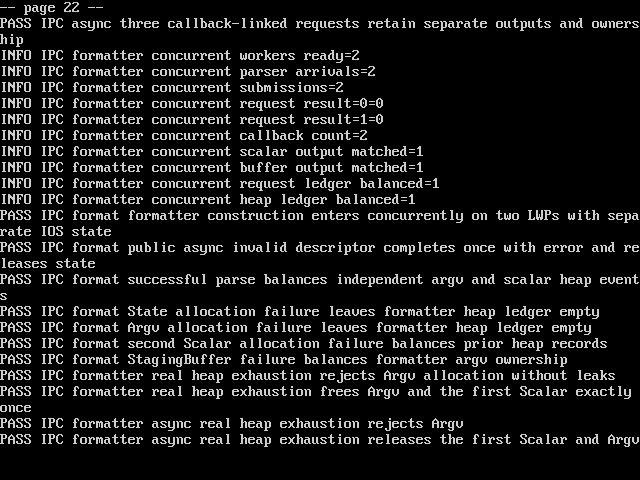 -- page 22 --
PASS IPC async three callback-linked requests retain separate outputs and owners
hip
INFO IPC formatter concurrent workers ready=2
INFO IPC formatter concurrent parser arrivals=2
INFO IPC formatter concurrent submissions=2
INFO IPC formatter concurrent request result=0=0
INFO IPC formatter concurrent request result=1=0
INFO IPC formatter concurrent callback count=2
INFO IPC formatter concurrent scalar output matched=1
INFO IPC formatter concurrent buffer output matched=1
INFO IPC formatter concurrent request ledger balanced=1
INFO IPC formatter concurrent heap ledger balanced=1
PASS IPC format formatter construction enters concurrently on two LWPs with sepa
rate IOS state
PASS IPC format public async invalid descriptor completes once with error and re
leases state
PASS IPC format successful parse balances independent argv and scalar heap event
s
PASS IPC format State allocation failure leaves formatter heap ledger empty
PASS IPC format Argv allocation failure leaves formatter heap ledger empty
PASS IPC format second Scalar allocation failure balances prior heap records
PASS IPC format StagingBuffer failure balances formatter argv ownership
PASS IPC formatter real heap exhaustion rejects Argv allocation without leaks
PASS IPC formatter real heap exhaustion frees Argv and the first Scalar exactly
once
PASS IPC formatter async real heap exhaustion rejects Argv
PASS IPC formatter async real heap exhaustion releases the first Scalar and Argv